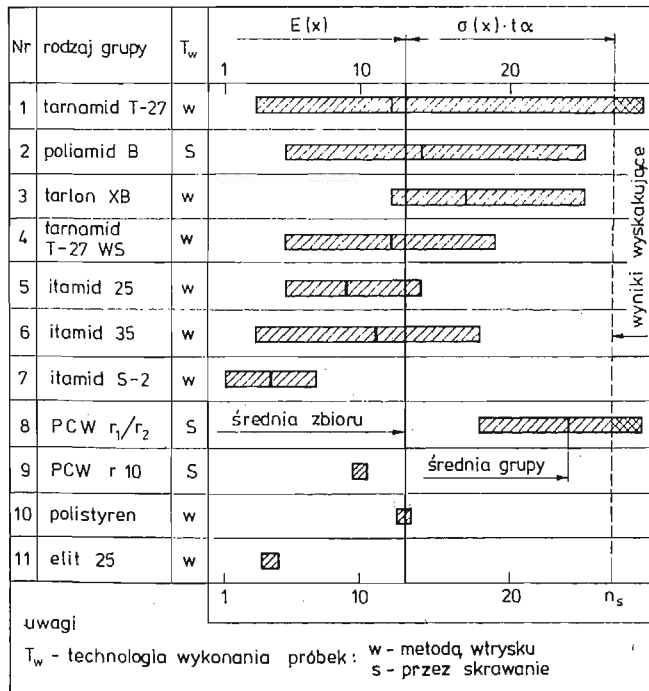 E(x) σ(x)·tα
Nr rodzaj grupy T_w 1 10 20
1 tarnamid T-27 w
2 poliamid B S
3 tarlon XB w
4 tarnamid T-27 WS w
5 itamid 25 w
6 itamid 35 w
7 itamid S-2 w
8 PCW r₁/r₂ S
9 PCW r 10 S
10 polistyren w
11 elit 25 w
średnia zbioru
średnia grupy
wyniki wyskakujące
1 10 20 n_s
uwagi
T_w - technologia wykonania próbek: w - metodą wtrysku
s - przez skrawanie